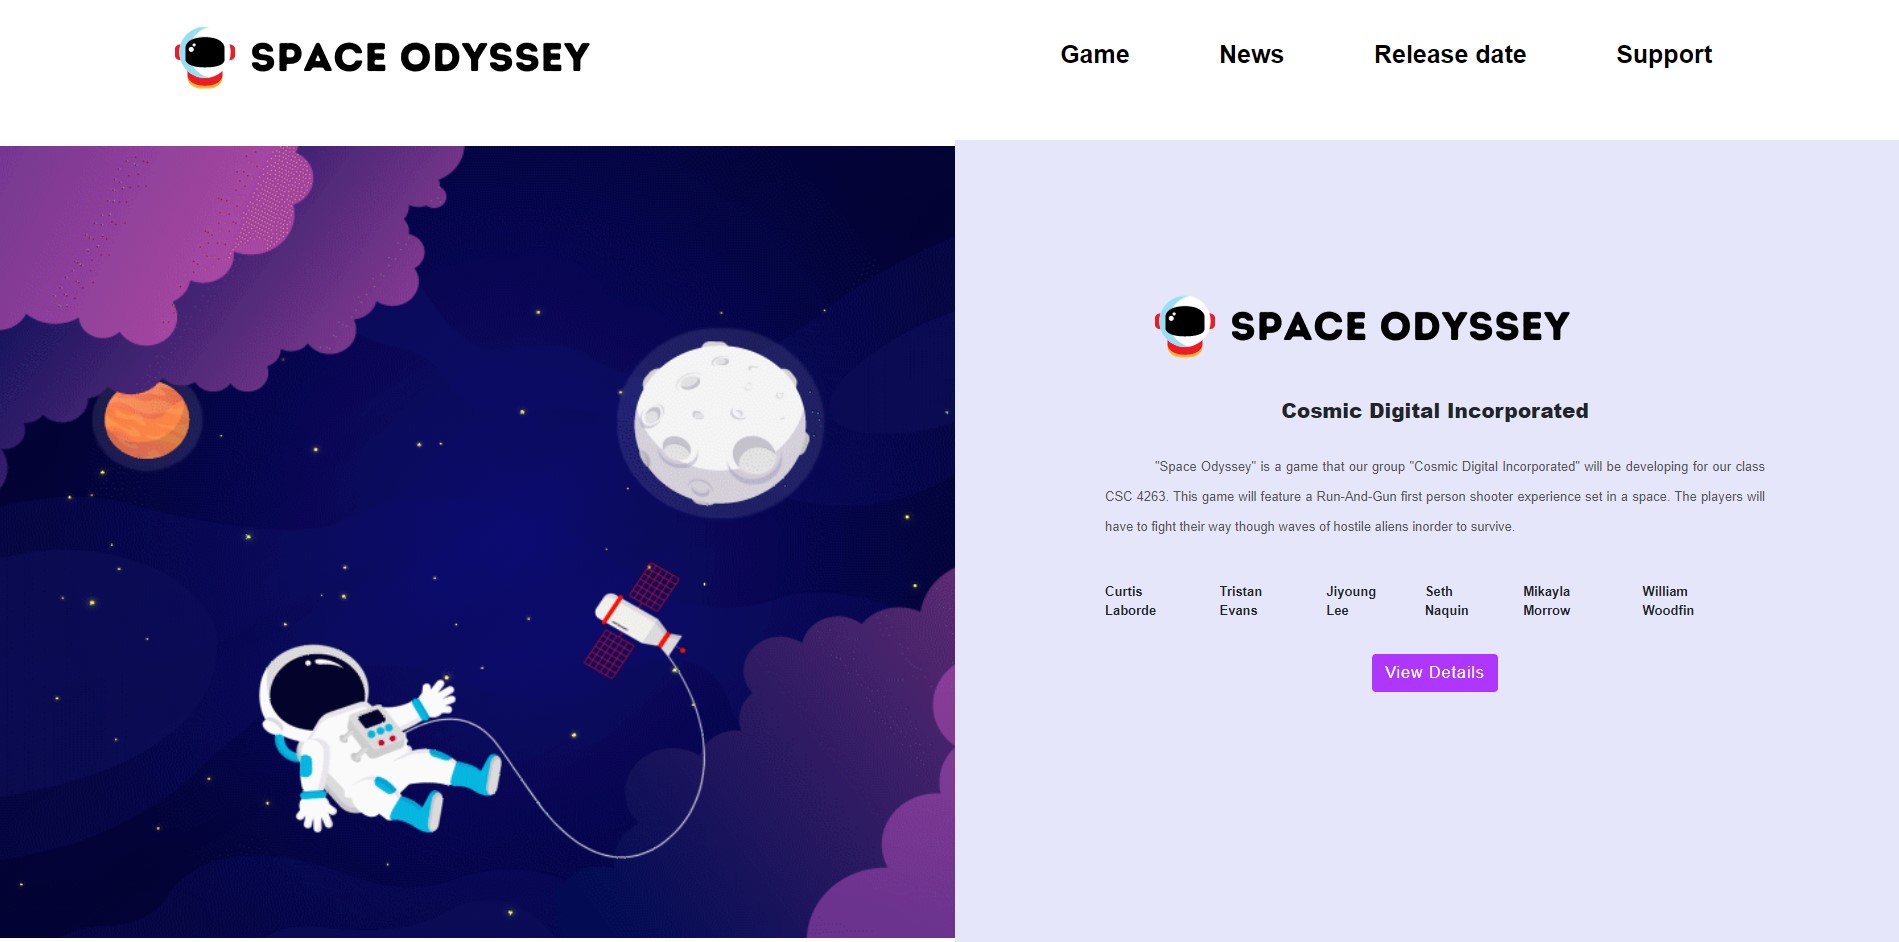 SPACE ODYSSEY
Game News Release date Support
SPACE ODYSSEY
Cosmic Digital Incorporated
"Space Odyssey" is a game that our group "Cosmic Digital Incorporated" will be developing for our class
CSC 4263. This game will feature a Run-And-Gun first person shooter experience set in a space. The players will
have to fight their way though waves of hostile aliens inorder to survive.
Curtis Tristan Jiyoung Seth Mikayla William
Laborde Evans Lee Naquin Morrow Woodfin
View Details